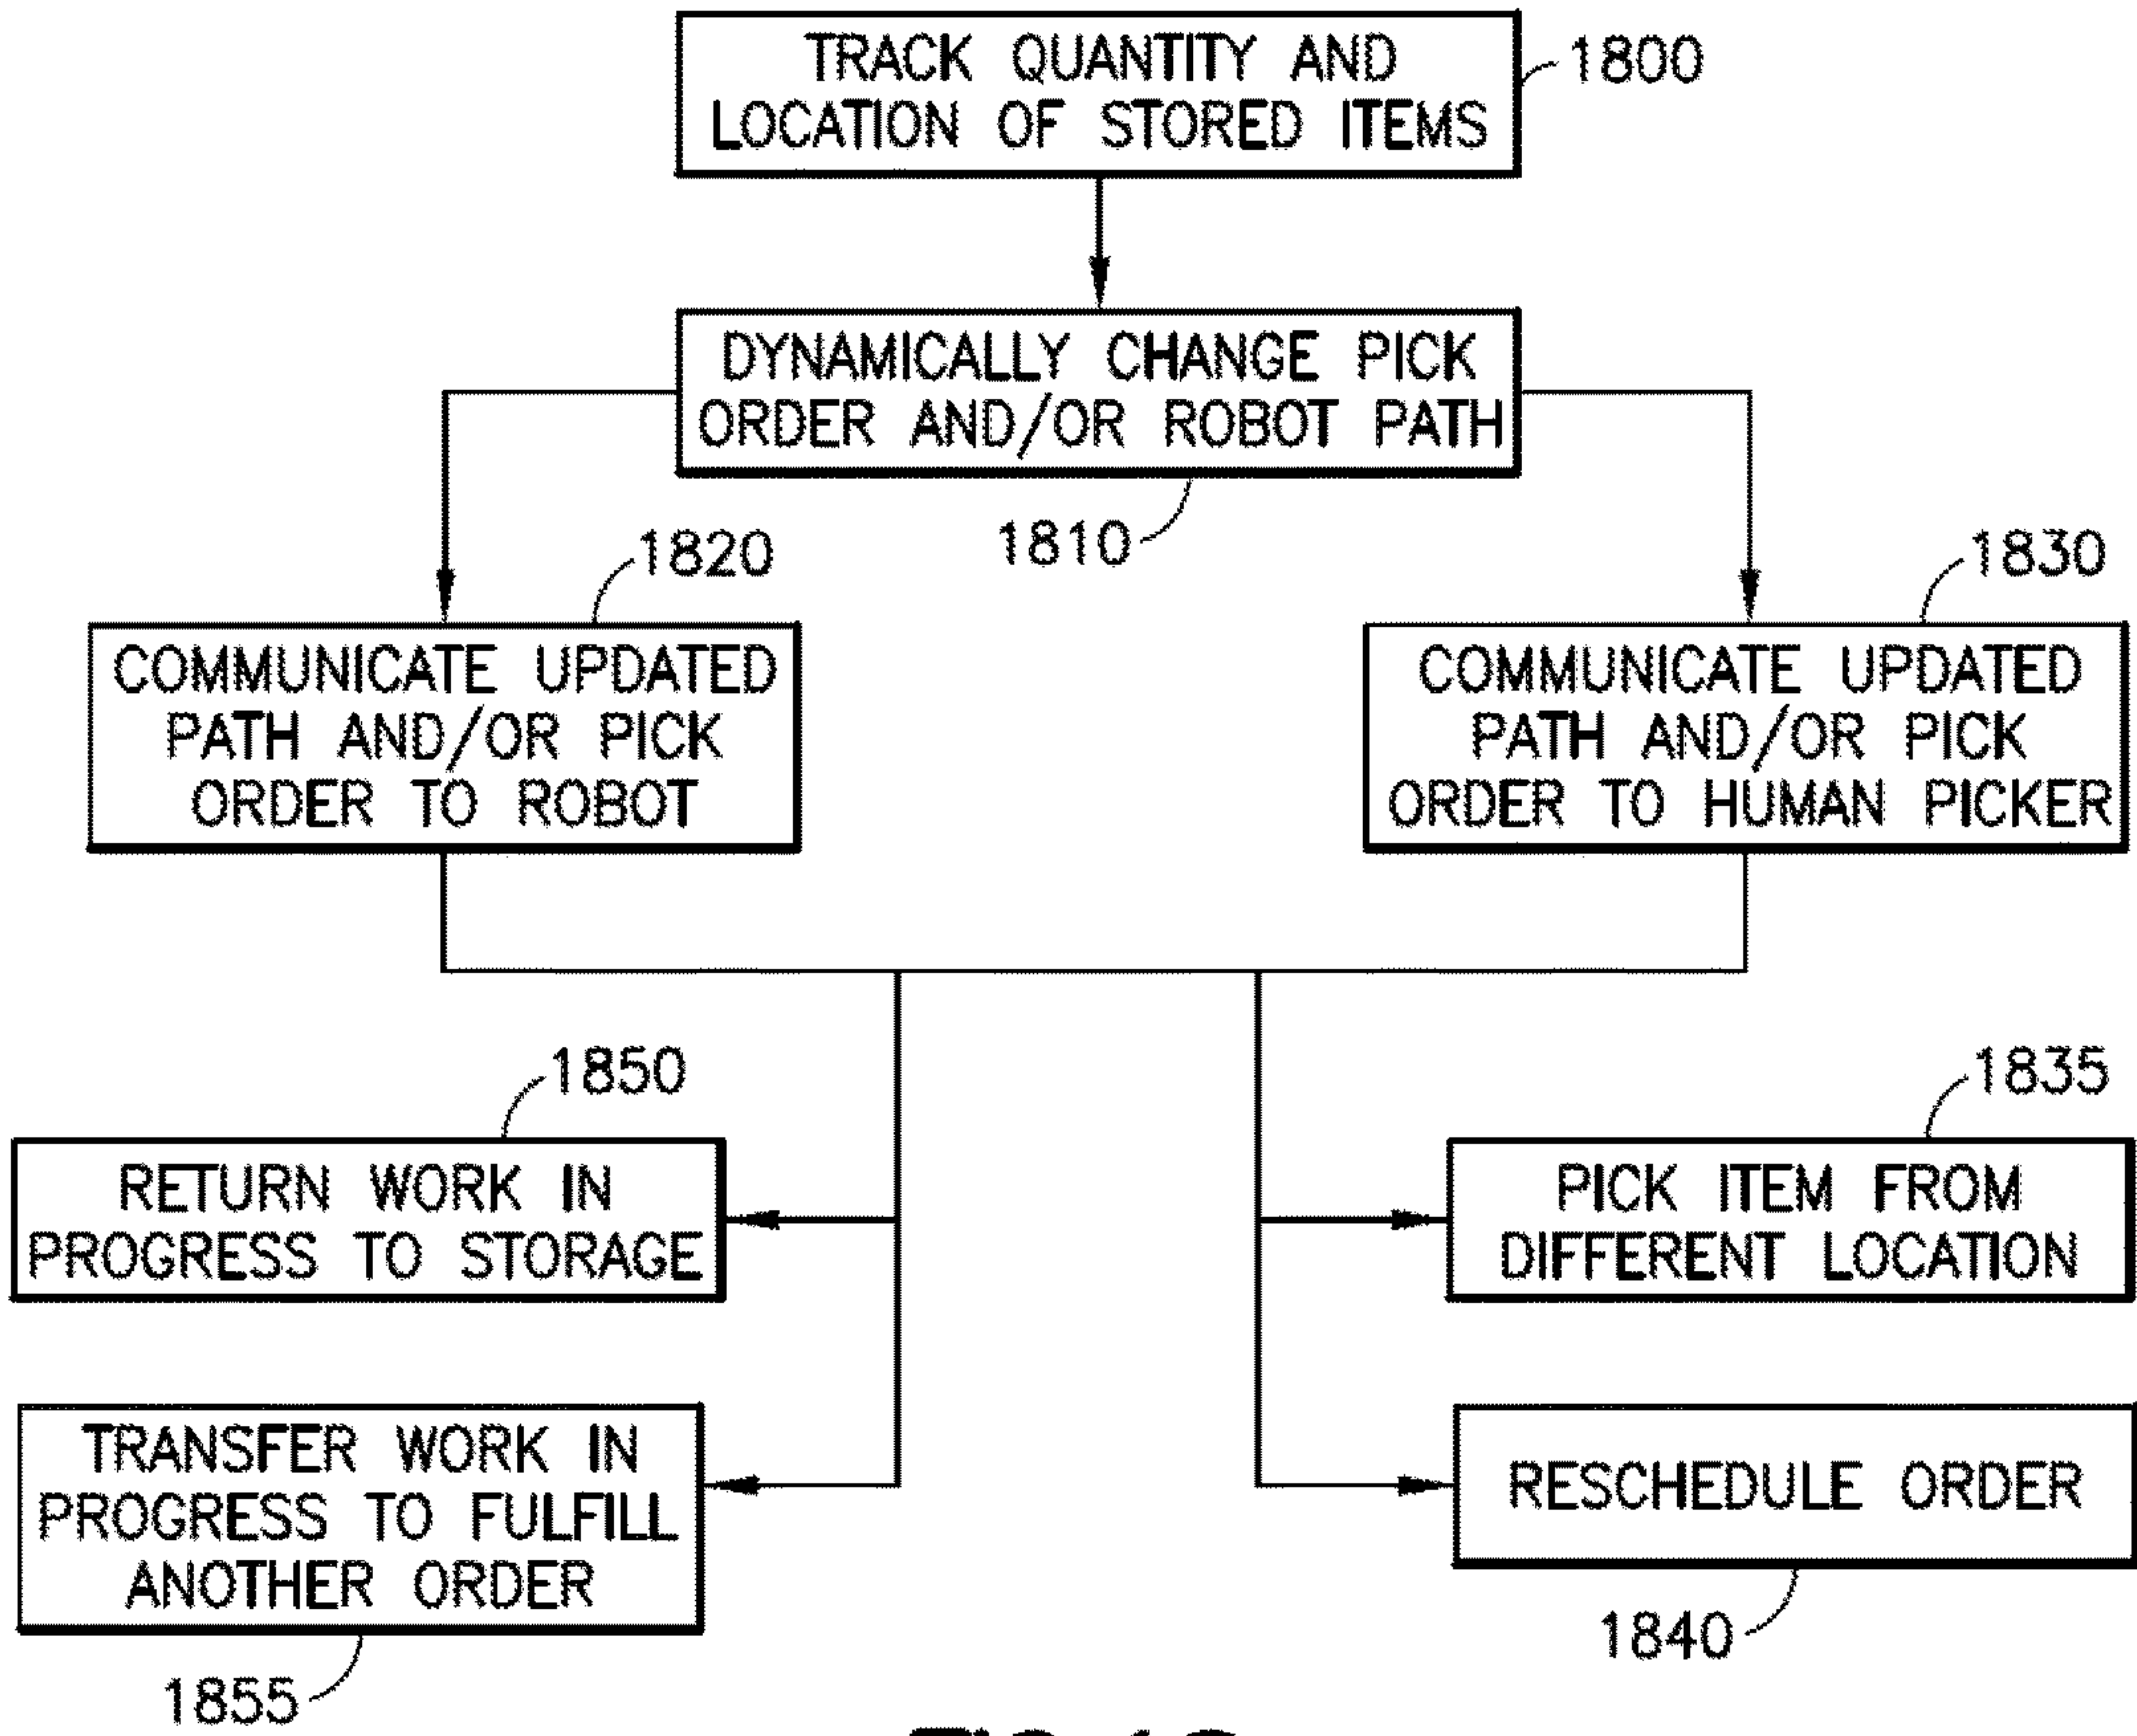 TRACK QUANTITY AND
LOCATION OF STORED ITEMS
1800
DYNAMICALLY CHANGE PICK
ORDER AND/OR ROBOT PATH
1810
1820
COMMUNICATE UPDATED
PATH AND/OR PICK
ORDER TO ROBOT
1830
COMMUNICATE UPDATED
PATH AND/OR PICK
ORDER TO HUMAN PICKER
1850
RETURN WORK IN
PROGRESS TO STORAGE
1835
PICK ITEM FROM
DIFFERENT LOCATION
TRANSFER WORK IN
PROGRESS TO FULFILL
ANOTHER ORDER
1855
RESCHEDULE ORDER
1840